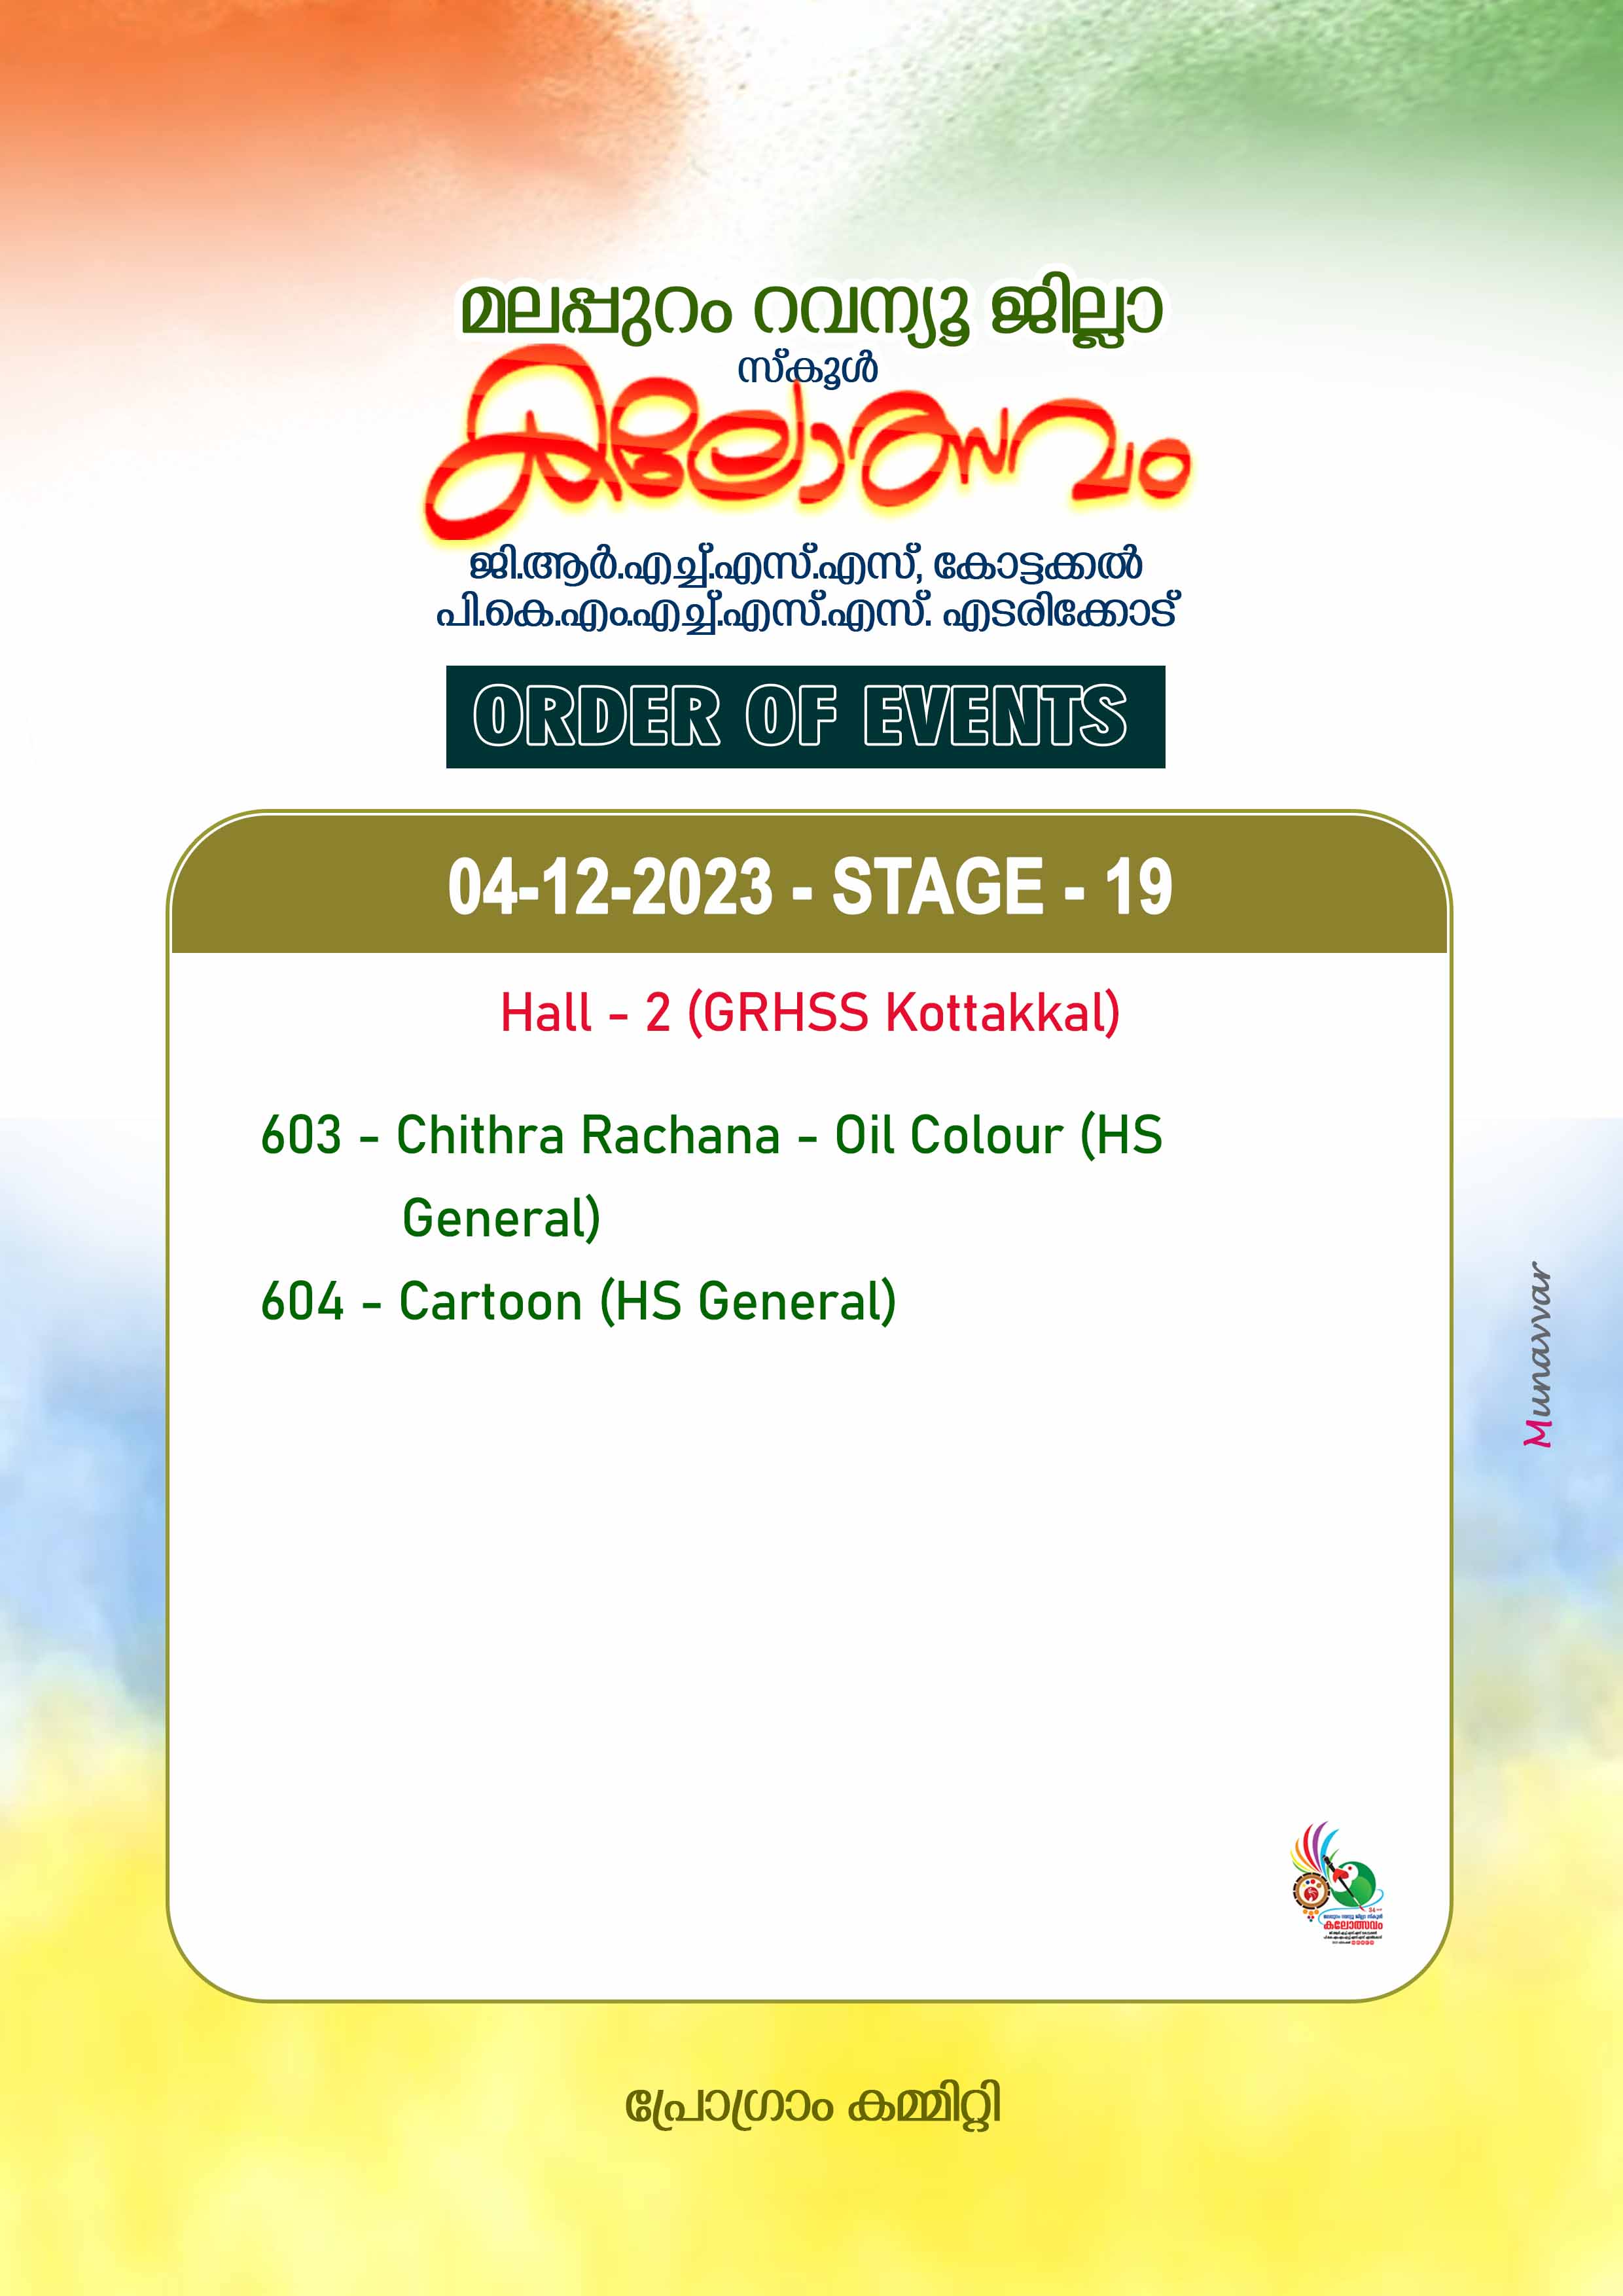 മലപ്പുറം റവന്യൂ ജില്ലാ
സ്കൂൾ
കലോത്സവം
ജി.ആർ.എച്ച്.എസ്.എസ്, കോട്ടക്കൽ
പി.കെ.എം.എച്ച്.എസ്.എസ്. എടരിക്കോട്
ORDER OF EVENTS
04-12-2023 - STAGE - 19
Hall - 2 (GRHSS Kottakkal)
603 - Chithra Rachana - Oil Colour (HS
General)
604 - Cartoon (HS General)
Munavvar
കലോത്സവം
പ്രോഗ്രാം കമ്മിറ്റി